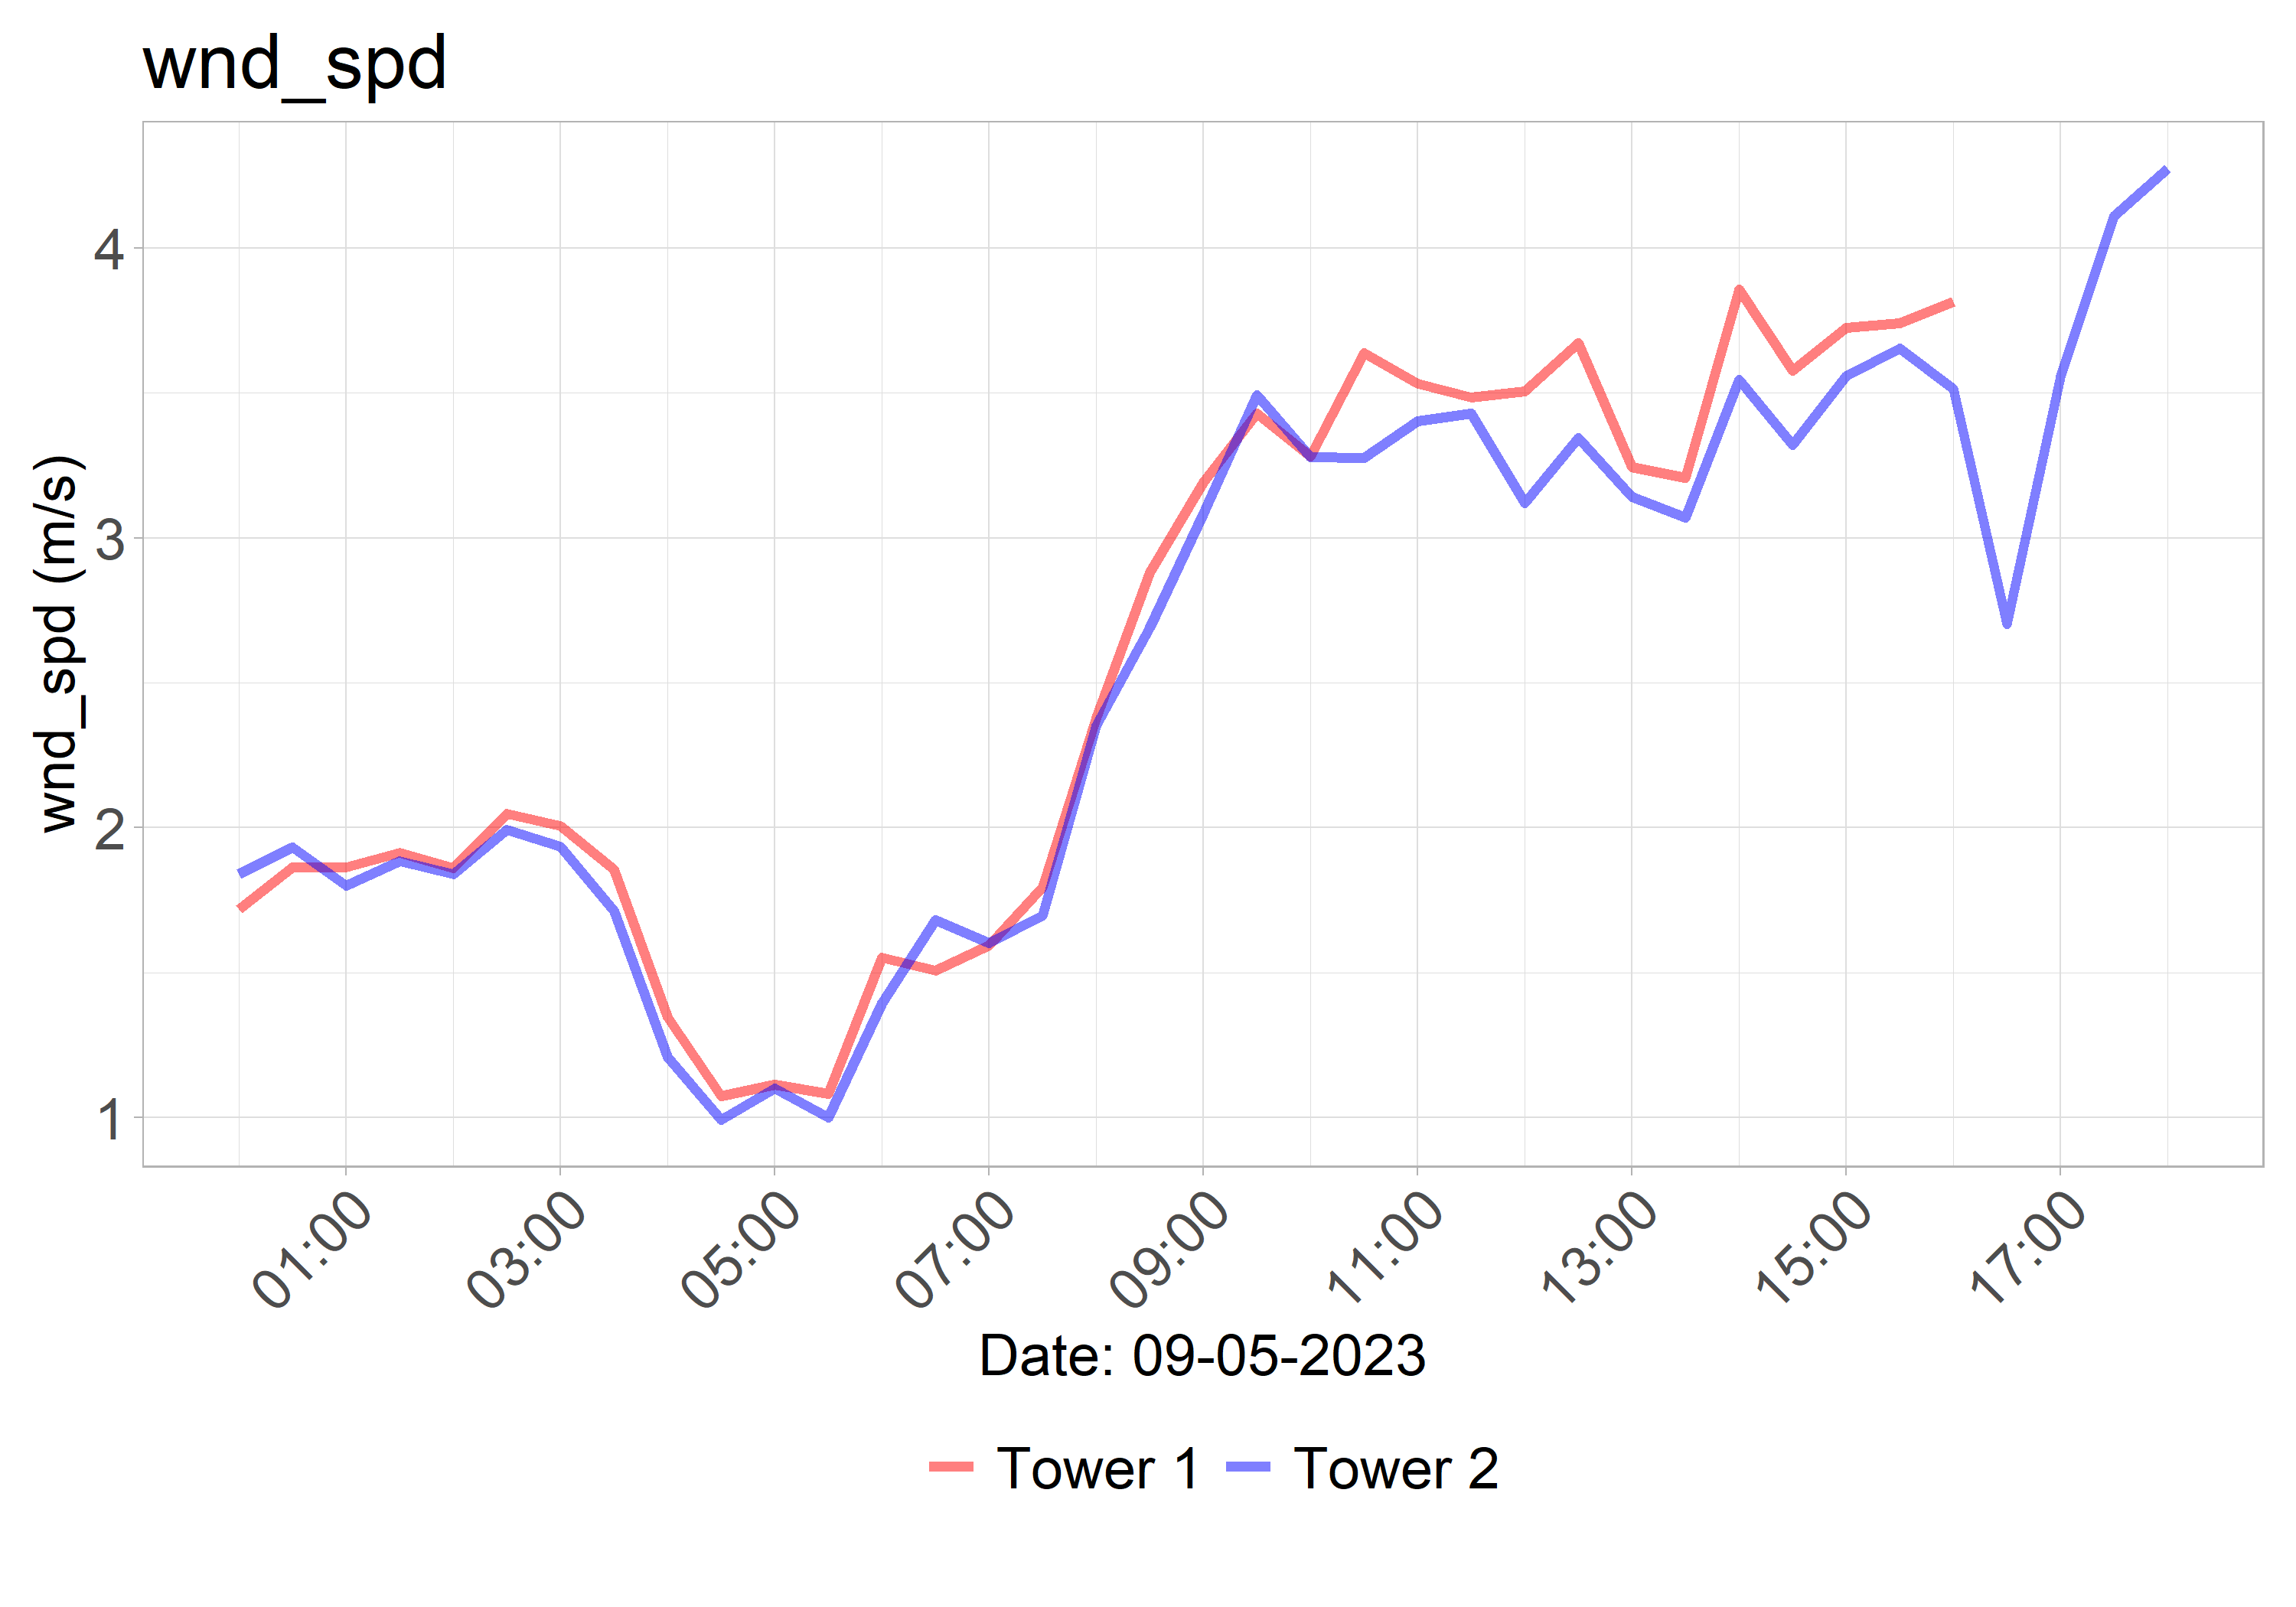 wnd_spd
wnd_spd (m/s)
4
3
2
1
01:00 03:00 05:00 07:00 09:00 11:00 13:00 15:00 17:00
Date: 09-05-2023
Tower 1 Tower 2